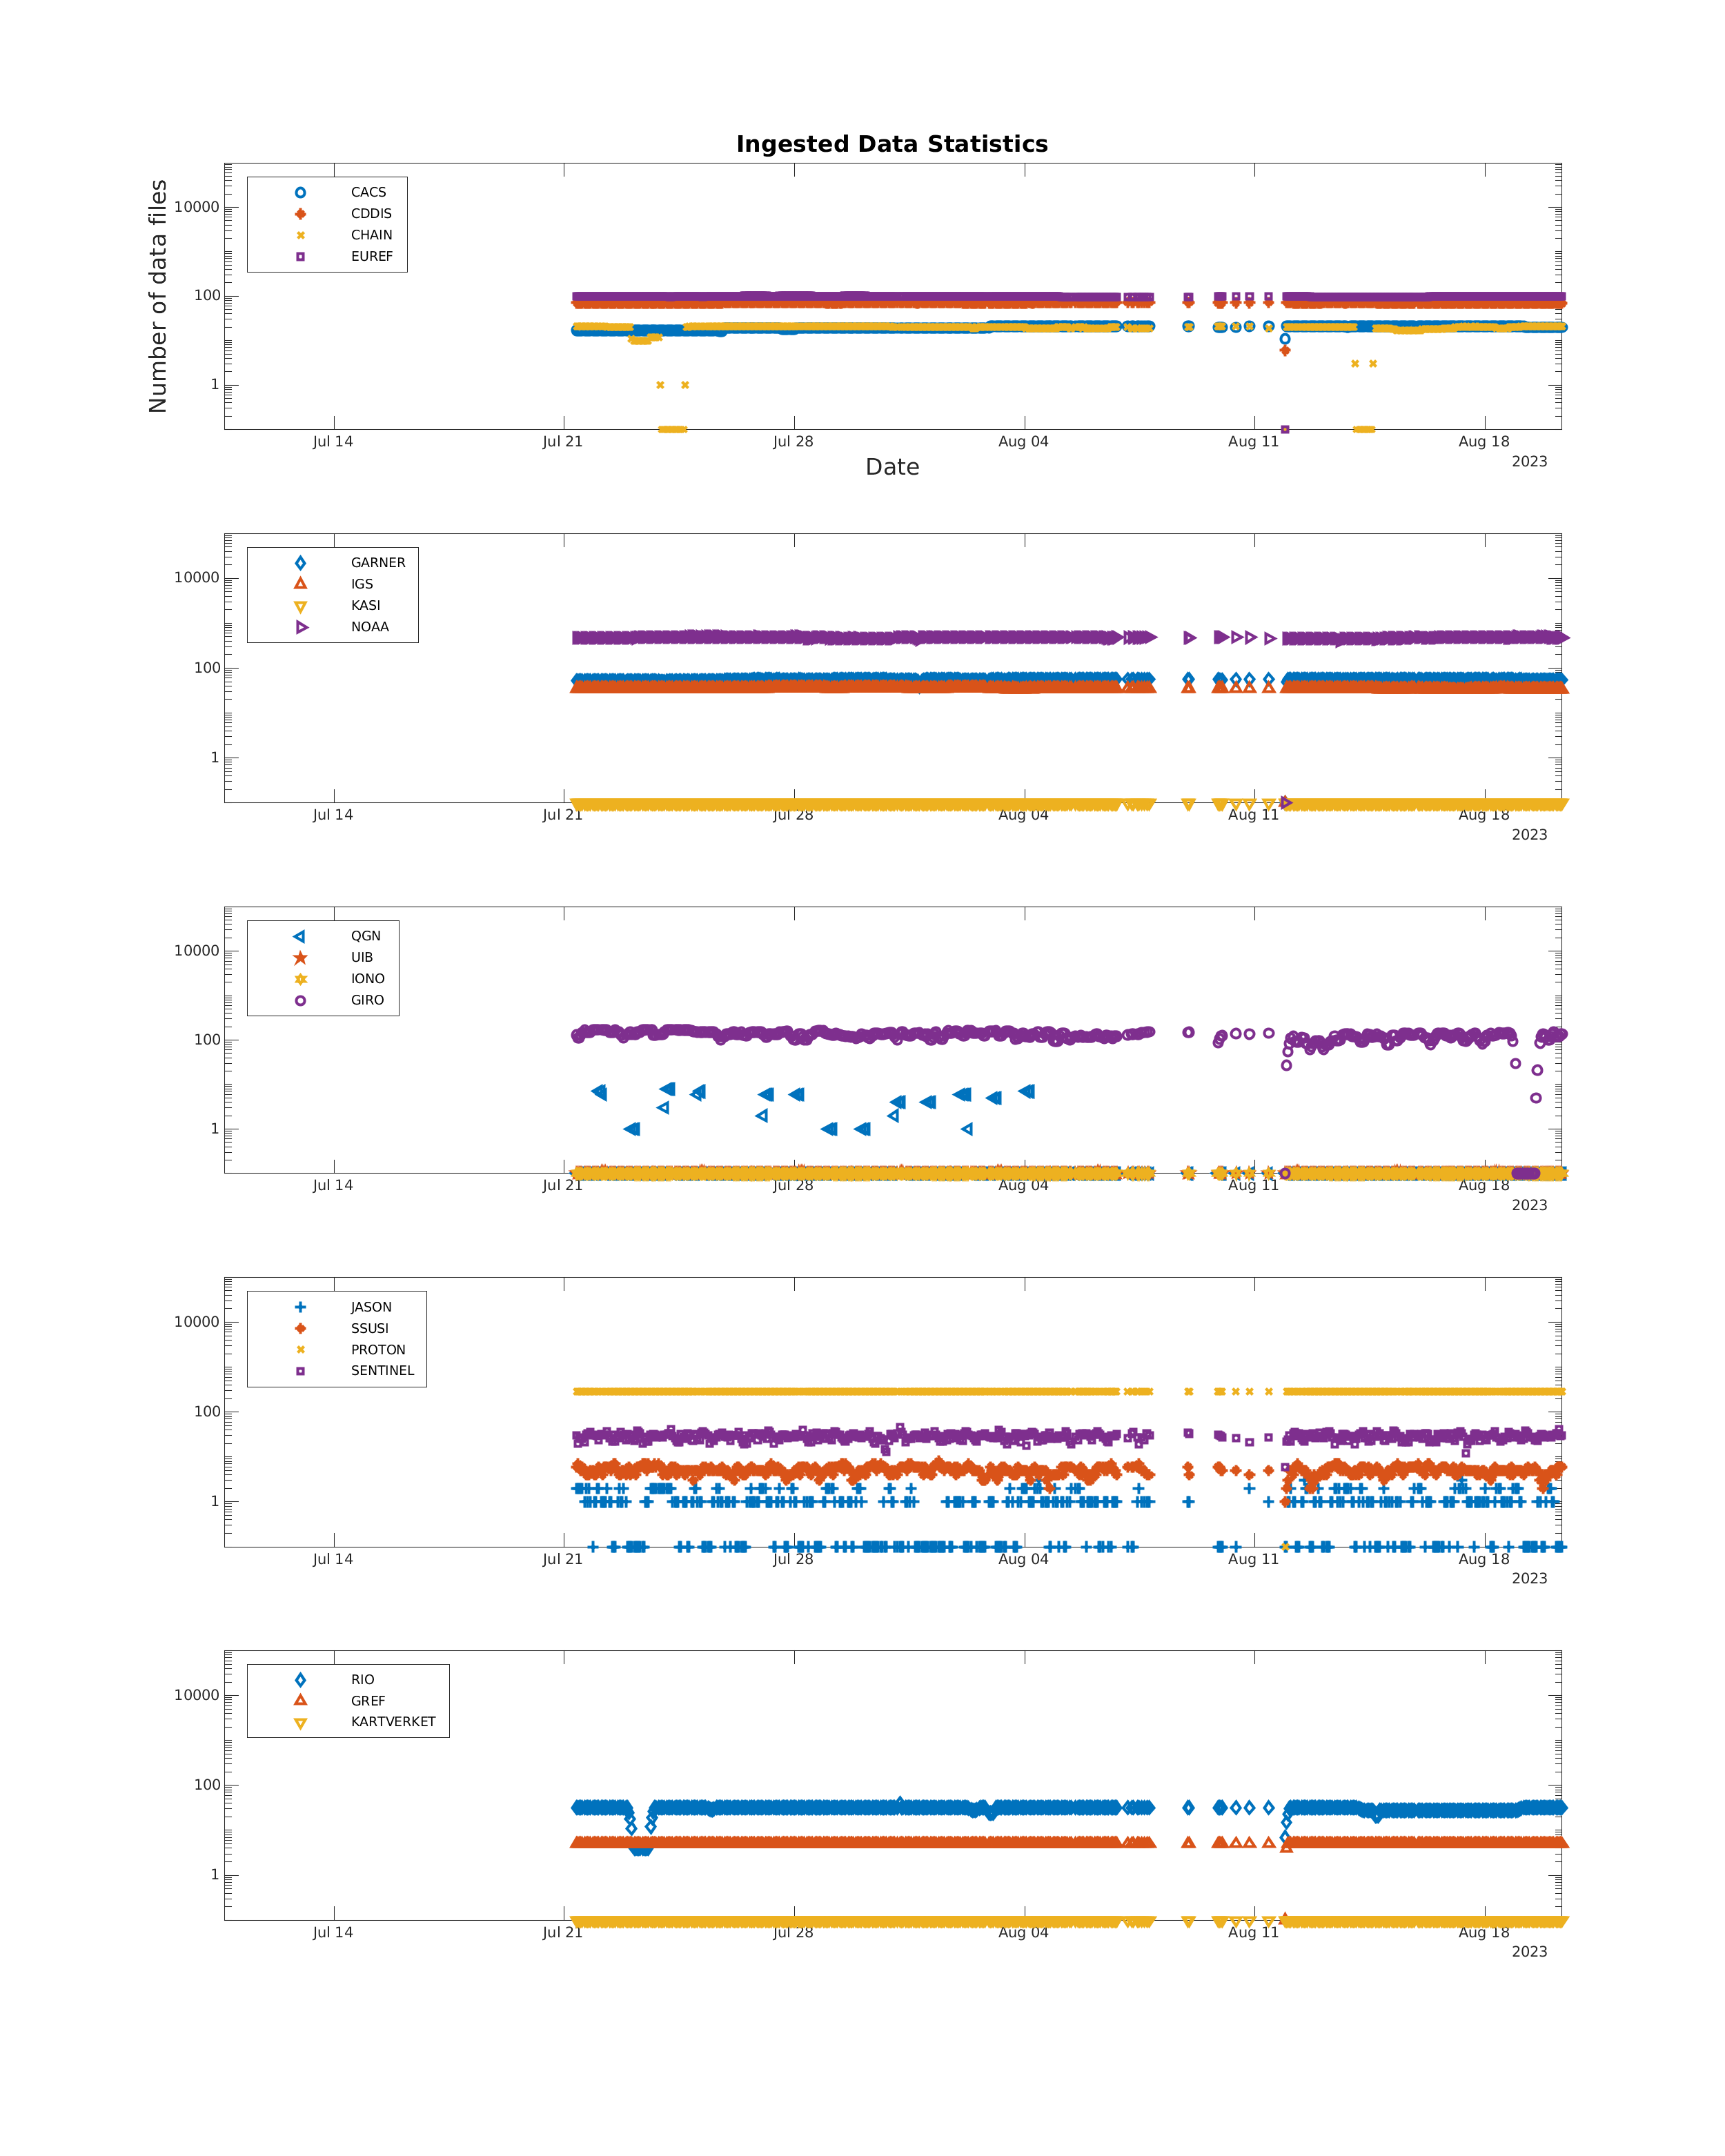 Ingested Data Statistics
Number of data files
CACS
CDDIS
CHAIN
EUREF
10000
100
1
Jul 14 Jul 21 Jul 28 Aug 04 Aug 11 Aug 18
2023
Date
GARNER
IGS
KASI
NOAA
10000
100
1
Jul 14 Jul 21 Jul 28 Aug 04 Aug 11 Aug 18
2023
QGN
UIB
IONO
GIRO
10000
100
1
Jul 14 Jul 21 Jul 28 Aug 04 Aug 11 Aug 18
2023
JASON
SSUSI
PROTON
SENTINEL
10000
100
1
Jul 14 Jul 21 Jul 28 Aug 04 Aug 11 Aug 18
2023
RIO
GREF
KARTVERKET
10000
100
1
Jul 14 Jul 21 Jul 28 Aug 04 Aug 11 Aug 18
2023